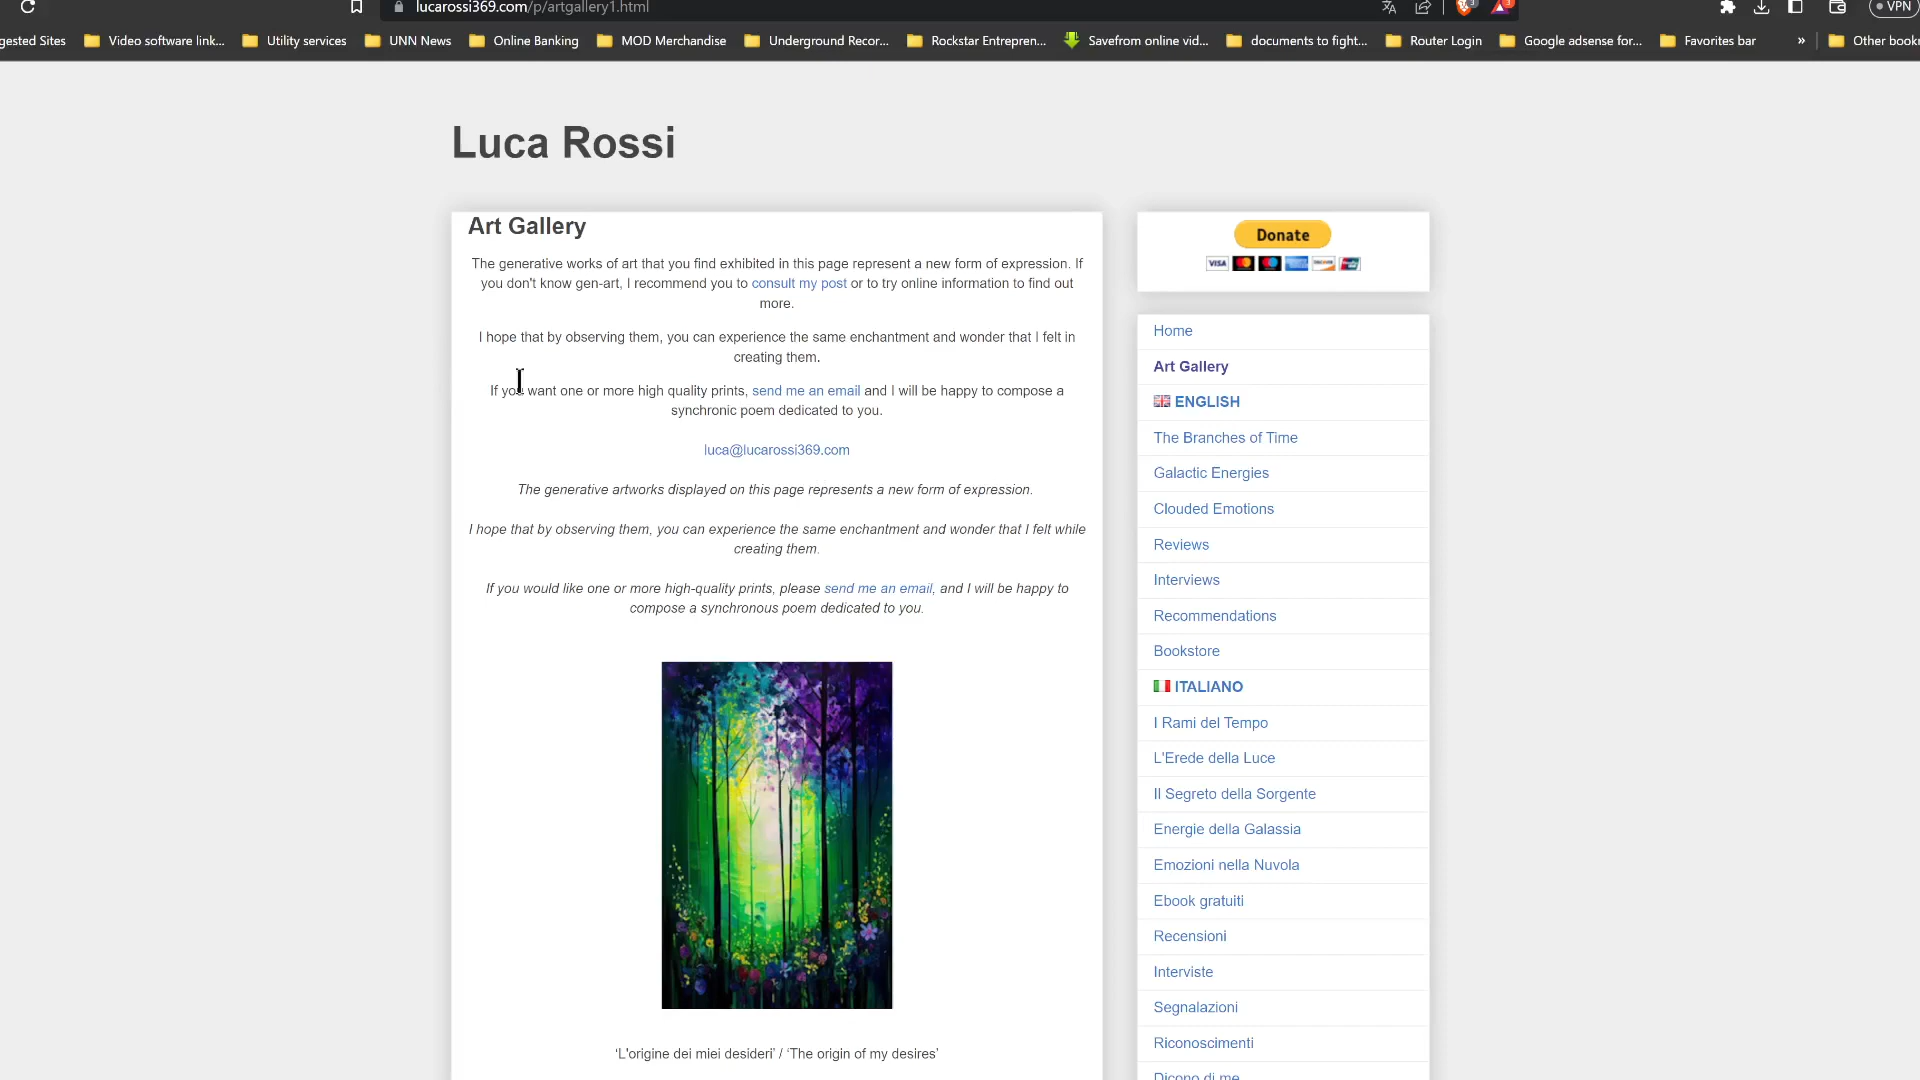 lucarossi369.com/p/artgallery1.html
VPN
gested Sites
Video software link...
Utility services
UNN News
Online Banking
MOD Merchandise
Underground Recor...
Rockstar Entrepren...
Savefrom online vid...
documents to fight...
Router Login
Google adsense for...
Favorites bar
»
Other bookr
Luca Rossi
Art Gallery
The generative works of art that you find exhibited in this page represent a new form of expression. If
you don't know gen-art, I recommend you to consult my post or to try online information to find out
more.
I hope that by observing them, you can experience the same enchantment and wonder that I felt in
creating them.
If you want one or more high quality prints, send me an email and I will be happy to compose a
synchronic poem dedicated to you.
luca@lucarossi369.com
The generative artworks displayed on this page represents a new form of expression.
I hope that by observing them, you can experience the same enchantment and wonder that I felt while
creating them.
If you would like one or more high-quality prints, please send me an email, and I will be happy to
compose a synchronous poem dedicated to you.
'L'origine dei miei desideri' / 'The origin of my desires'
Donate
VISA
Home
Art Gallery
ENGLISH
The Branches of Time
Galactic Energies
Clouded Emotions
Reviews
Interviews
Recommendations
Bookstore
ITALIANO
I Rami del Tempo
L'Erede della Luce
Il Segreto della Sorgente
Energie della Galassia
Emozioni nella Nuvola
Ebook gratuiti
Recensioni
Interviste
Segnalazioni
Riconoscimenti
Dicono di me